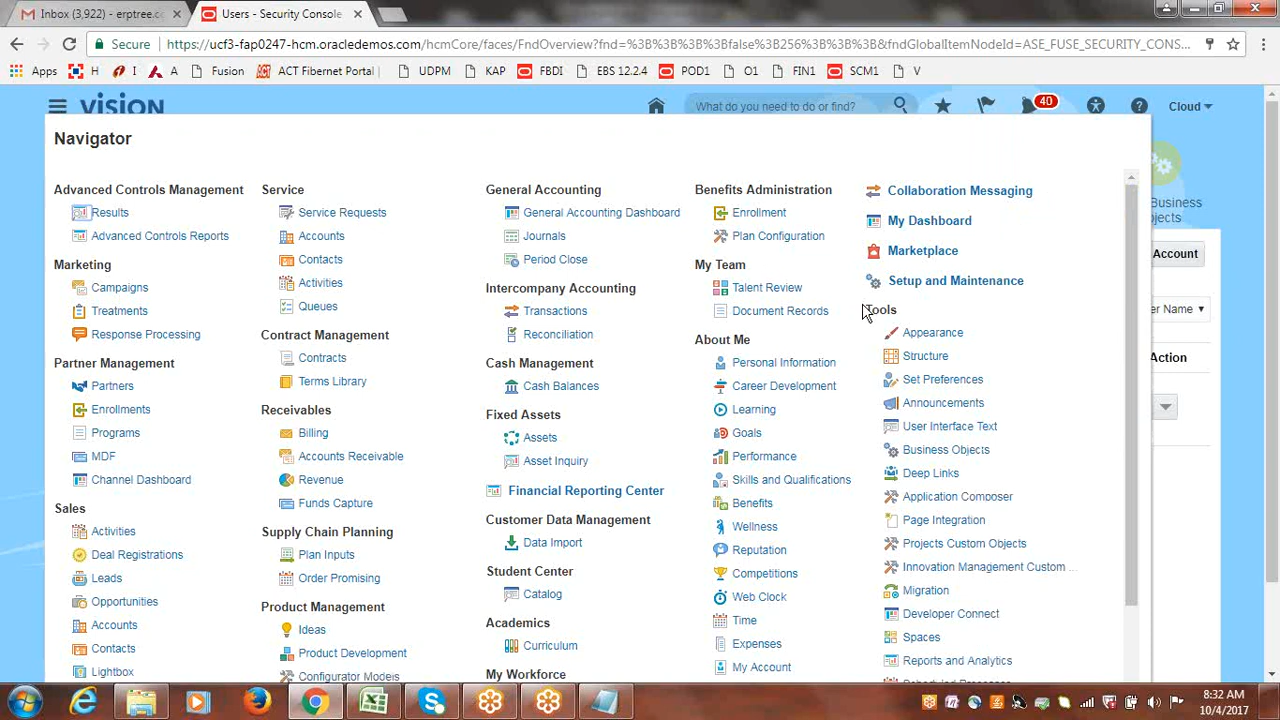 Inbox (3,922) - erptree.c
Users - Security Console
Secure
https://ucf3-fap0247-hcm.oracledemos.com/hcmCore/faces/FndOverview?fnd=%3B%3B%3B%3Bfalse%3B256%3B%3B%3B&fndGlobalItemNodeId=ASE_FUSE_SECURITY_CONS...
Apps
H
I
A
Fusion
ACT Fibernet Portal
UDPM
KAP
FBDI
EBS 12.2.4
POD1
O1
FIN1
SCM1
V
VISION
What do you need to do or find?
40
Cloud
Navigator
Advanced Controls Management
Results
Advanced Controls Reports
Marketing
Campaigns
Treatments
Response Processing
Partner Management
Partners
Enrollments
Programs
MDF
Channel Dashboard
Sales
Activities
Deal Registrations
Leads
Opportunities
Accounts
Contacts
Lightbox
Service
Service Requests
Accounts
Contacts
Activities
Queues
Contract Management
Contracts
Terms Library
Receivables
Billing
Accounts Receivable
Revenue
Funds Capture
Supply Chain Planning
Plan Inputs
Order Promising
Product Management
Ideas
Product Development
Configurator Models
General Accounting
General Accounting Dashboard
Journals
Period Close
Intercompany Accounting
Transactions
Reconciliation
Cash Management
Cash Balances
Fixed Assets
Assets
Asset Inquiry
Financial Reporting Center
Customer Data Management
Data Import
Student Center
Catalog
Academics
Curriculum
My Workforce
Benefits Administration
Enrollment
Plan Configuration
My Team
Talent Review
Document Records
About Me
Personal Information
Career Development
Learning
Goals
Performance
Skills and Qualifications
Benefits
Wellness
Reputation
Competitions
Web Clock
Time
Expenses
My Account
Collaboration Messaging
My Dashboard
Marketplace
Setup and Maintenance
Tools
Appearance
Structure
Set Preferences
Announcements
User Interface Text
Business Objects
Deep Links
Application Composer
Page Integration
Projects Custom Objects
Innovation Management Custom ...
Migration
Developer Connect
Spaces
Reports and Analytics
Scheduled Processes
Business
ojects
Account
er Name
Action
8:32 AM
10/4/2017